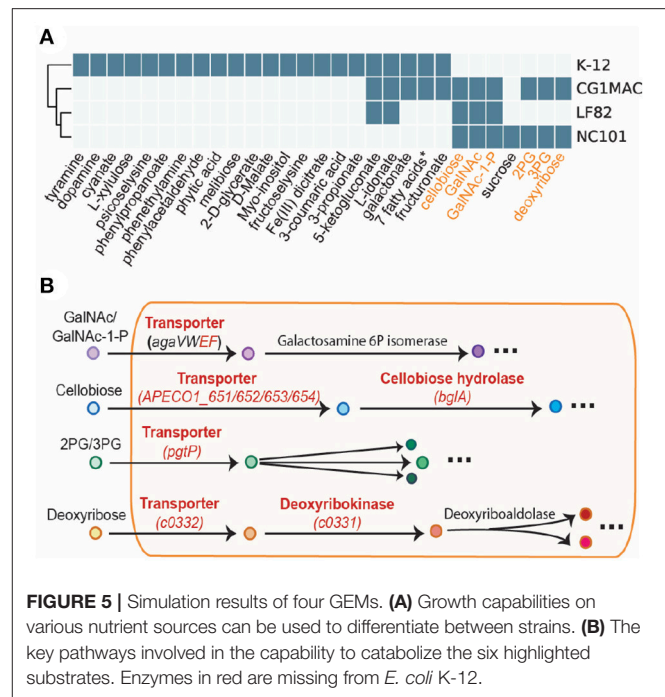 A
K-12
CG1MAC
LF82
NC101
tyramine
dopamine
cyanate
L-xylulose
psicoselysine
phenylpropanoate
phenethylamine
phenylacetaldehyde
phytic acid
melibiose
2-D-glycerate
D-Malate
Myo-inositol
fructoselysine
Fe(III) dicitrate
3-coumaric acid
3-propionate
5-ketogluconate
L-idonate
galactonate
7 fatty acids*
fructuronate
cellobiose
GalNAc
GalNAc-1-P
sucrose
2PG
3PG
deoxyribose
B
GalNAc/
GalNAc-1-P
Transporter
(agaVWEF)
Galactosamine 6P isomerase
...
Cellobiose
Transporter
(APECO1_651/652/653/654)
Cellobiose hydrolase
(bglA)
...
2PG/3PG
Transporter
(pgtP)
...
Deoxyribose
Transporter
(c0332)
Deoxyribokinase
(c0331)
Deoxyriboaldolase
...
FIGURE 5 | Simulation results of four GEMs. (A) Growth capabilities on
various nutrient sources can be used to differentiate between strains. (B) The
key pathways involved in the capability to catabolize the six highlighted
substrates. Enzymes in red are missing from E. coli K-12.